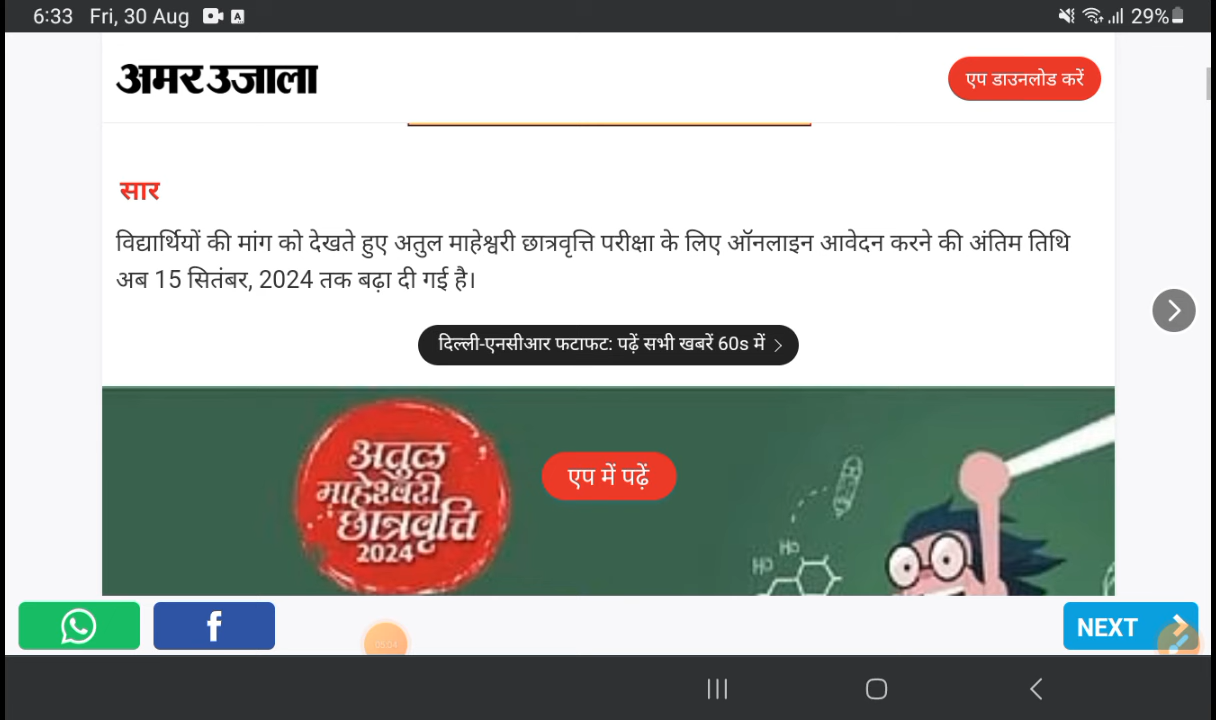 6:33 Fri, 30 Aug A 29%
अमर उजाला
एप डाउनलोड करें
सार
विद्यार्थियों की मांग को देखते हुए अतुल माहेश्वरी छात्रवृत्ति परीक्षा के लिए ऑनलाइन आवेदन करने की अंतिम तिथि
अब 15 सितंबर, 2024 तक बढ़ा दी गई है।
दिल्ली-एनसीआर फटाफट: पढ़ें सभी खबरें 60s में
अतुल
माहेश्वरी
छात्रवृत्ति
2024
एप में पढ़ें
HO
HO
f
NEXT